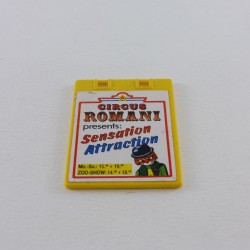 CIRCUS
ROMANI
presents:
Sensation
Attraction